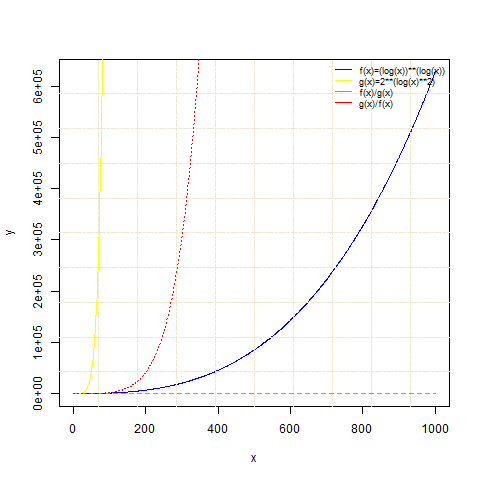 f(x)=(log(x))**(log(x))
g(x)=2**(log(x)**2)
f(x)/g(x)
g(x)/f(x)
6e+05
5e+05
4e+05
3e+05
2e+05
1e+05
0e+00
y
0 200 400 600 800 1000
x